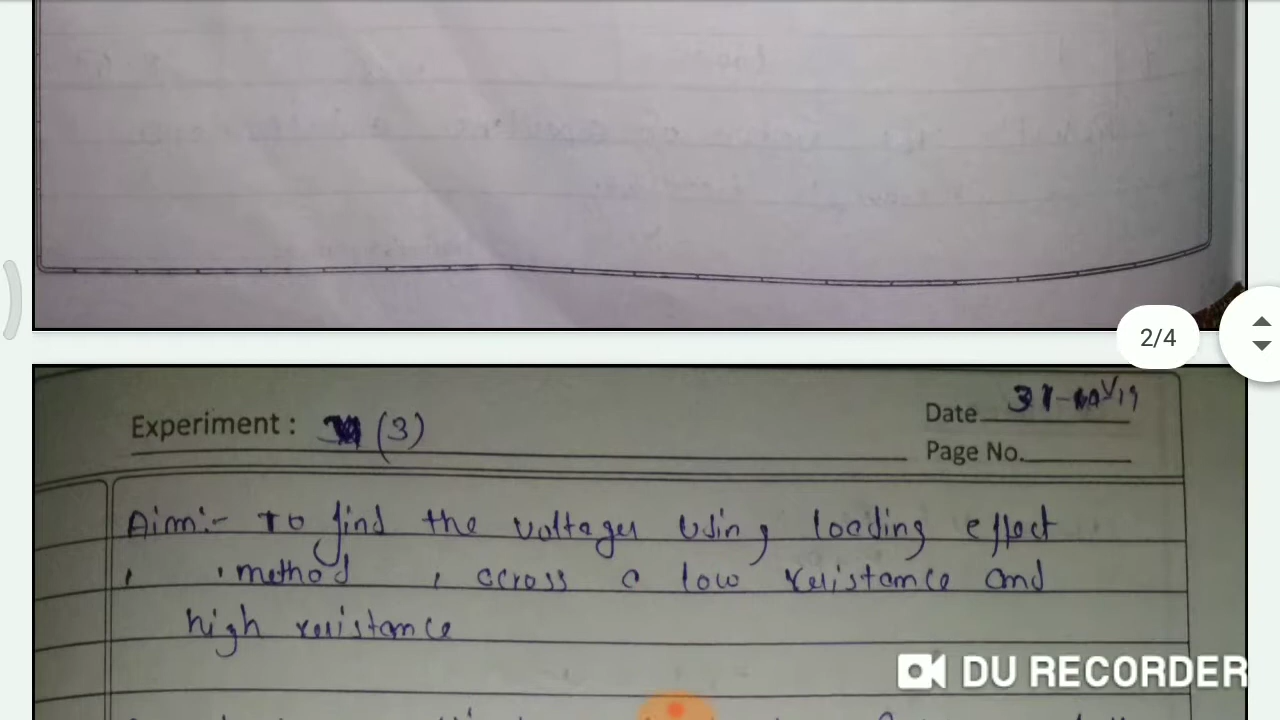 2/4
Experiment : (3)
Date 31-
Page No.
Aim:- To find the voltages using loading effect
method , across a low resistance and
high resistance
DU RECORDER